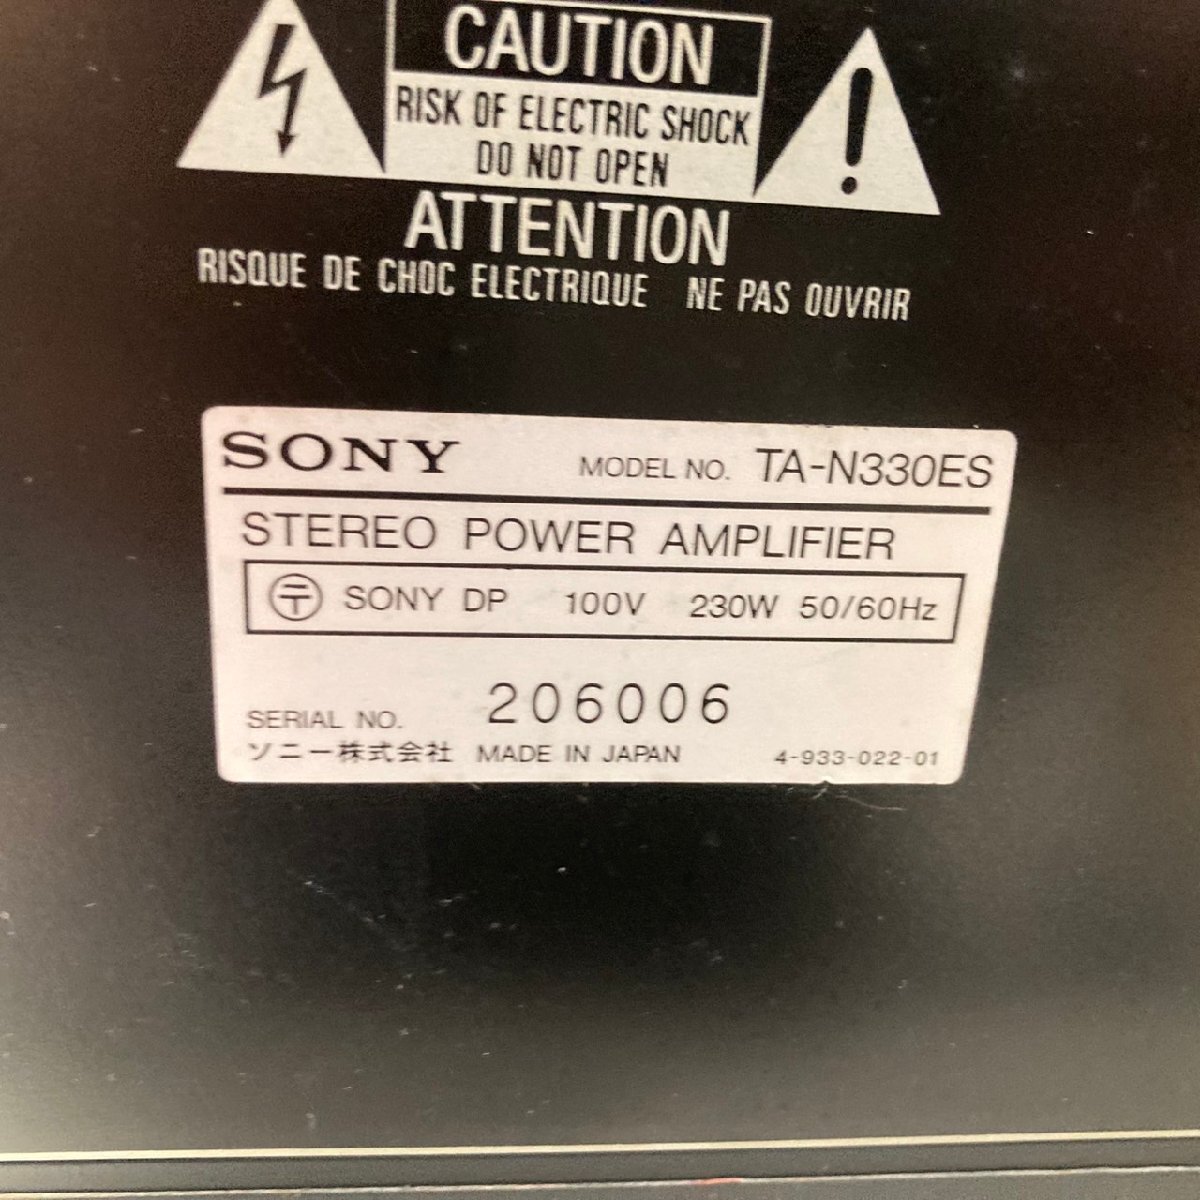 CAUTION
RISK OF ELECTRIC SHOCK
DO NOT OPEN
ATTENTION
RISQUE DE CHOC ELECTRIQUE NE PAS OUVRIR
SONY MODEL NO. TA-N330ES
STEREO POWER AMPLIFIER
〶 SONY DP 100V 230W 50/60Hz
SERIAL NO. 206006
ソニー株式会社 MADE IN JAPAN 4-933-022-01